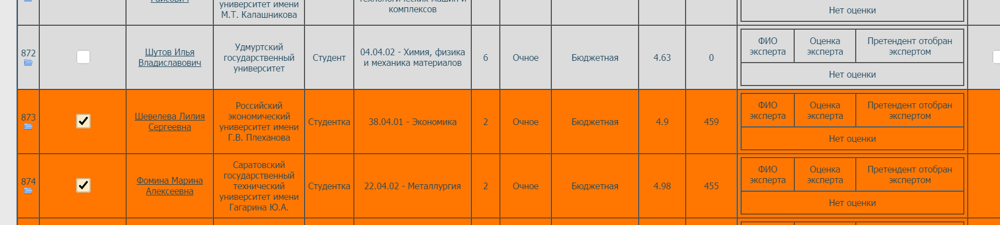 Раисович
университет имени
М.Т. Калашникова
технологических машин и
комплексов
Нет оценки
872
Шутов Илья
Владиславович
Удмуртский
государственный
университет
Студент
04.04.02 - Химия, физика
и механика материалов
6
Очное
Бюджетная
4.63
0
ФИО
эксперта
Оценка
эксперта
Претендент отобран
экспертом
Нет оценки
873
Шевелева Лилия
Сергеевна
Российский
экономический
университет имени
Г.В. Плеханова
Студентка
38.04.01 - Экономика
2
Очное
Бюджетная
4.9
459
ФИО
эксперта
Оценка
эксперта
Претендент отобран
экспертом
Нет оценки
874
Фомина Марина
Алексеевна
Саратовский
государственный
технический
университет имени
Гагарина Ю.А.
Студентка
22.04.02 - Металлургия
2
Очное
Бюджетная
4.98
455
ФИО
эксперта
Оценка
эксперта
Претендент отобран
экспертом
Нет оценки